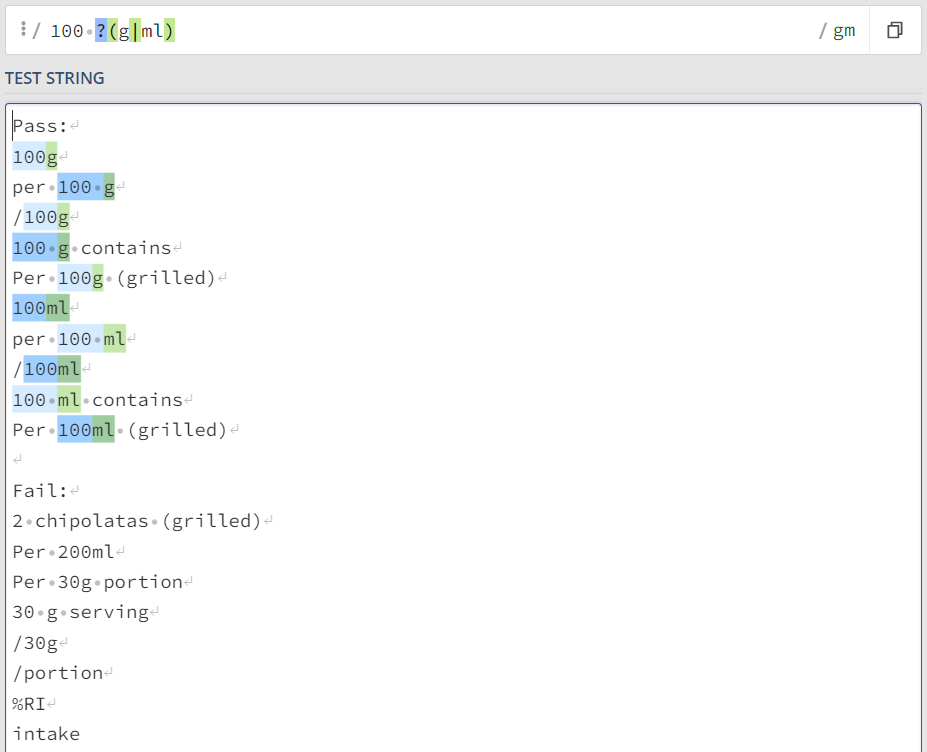 / 100 ?(g|ml) / gm
TEST STRING
Pass:
100g
per 100 g
/100g
100 g contains
Per 100g (grilled)
100ml
per 100 ml
/100ml
100 ml contains
Per 100ml (grilled)

Fail:
2 chipolatas (grilled)
Per 200ml
Per 30g portion
30 g serving
/30g
/portion
%RI
intake